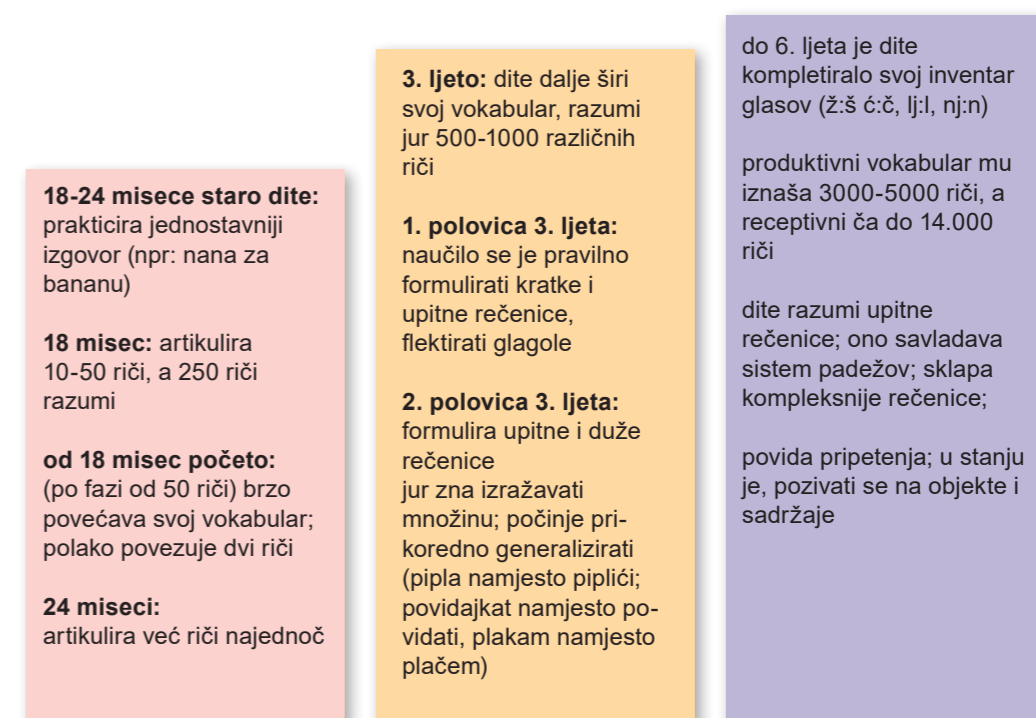 18-24 misece staro dite:
prakticira jednostavniji
izgovor (npr: nana za
bananu)
18 misec: artikulira
10-50 riči, a 250 riči
razumi
od 18 misec početo:
(po fazi od 50 riči) brzo
povećava svoj vokabular;
polako povezuje dvi riči
24 miseci:
artikulira već riči najednoč
3. ljeto: dite dalje širi
svoj vokabular, razumi
jur 500-1000 različnih
riči
1. polovica 3. ljeta:
naučilo se je pravilno
formulirati kratke i
upitne rečenice,
flektirati glagole
2. polovica 3. ljeta:
formulira upitne i duže
rečenice
jur zna izražavati
množinu; počinje pri-
koredno generalizirati
(pipla namjesto piplići;
povidajkat namjesto po-
vidati, plakam namjesto
plačem)
do 6. ljeta je dite
kompletiralo svoj inventar
glasov (ž:š ć:č, lj:l, nj:n)
produktivni vokabular mu
iznaša 3000-5000 riči, a
receptivni ča do 14.000
riči
dite razumi upitne
rečenice; ono savladava
sistem padežov; sklapa
kompleksnije rečenice;
povida pripetenja; u stanju
je, pozivati se na objekte i
sadržaje